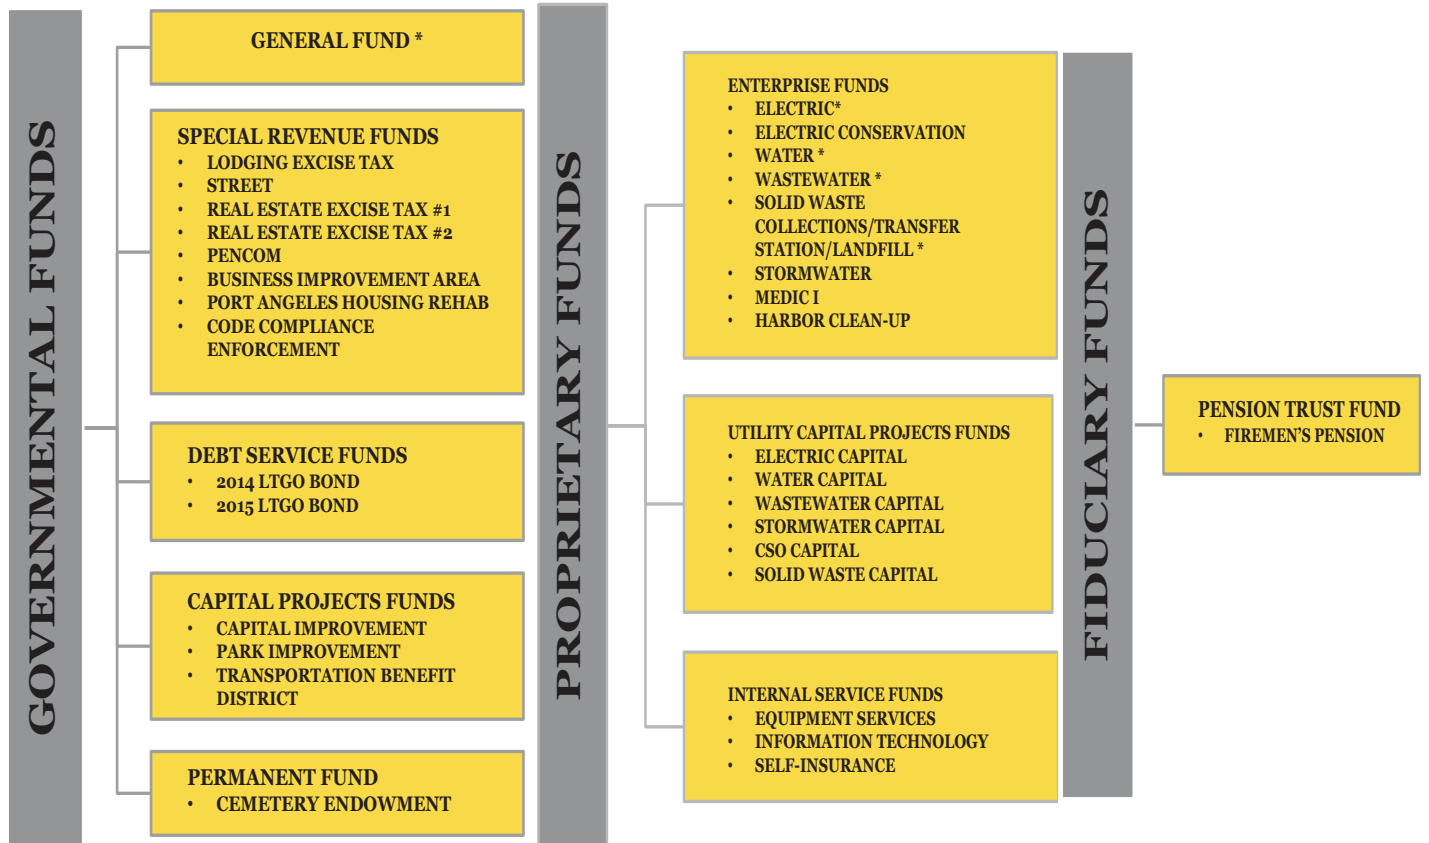 GOVERNMENTAL FUNDS
GENERAL FUND *
SPECIAL REVENUE FUNDS
• LODGING EXCISE TAX
• STREET
• REAL ESTATE EXCISE TAX #1
• REAL ESTATE EXCISE TAX #2
• PENCOM
• BUSINESS IMPROVEMENT AREA
• PORT ANGELES HOUSING REHAB
• CODE COMPLIANCE
ENFORCEMENT
DEBT SERVICE FUNDS
• 2014 LTGO BOND
• 2015 LTGO BOND
CAPITAL PROJECTS FUNDS
• CAPITAL IMPROVEMENT
• PARK IMPROVEMENT
• TRANSPORTATION BENEFIT
DISTRICT
PERMANENT FUND
• CEMETERY ENDOWMENT
PROPRIETARY FUNDS
ENTERPRISE FUNDS
• ELECTRIC*
• ELECTRIC CONSERVATION
• WATER *
• WASTEWATER *
• SOLID WASTE
COLLECTIONS/TRANSFER
STATION/LANDFILL *
• STORMWATER
• MEDIC I
• HARBOR CLEAN-UP
UTILITY CAPITAL PROJECTS FUNDS
• ELECTRIC CAPITAL
• WATER CAPITAL
• WASTEWATER CAPITAL
• STORMWATER CAPITAL
• CSO CAPITAL
• SOLID WASTE CAPITAL
INTERNAL SERVICE FUNDS
• EQUIPMENT SERVICES
• INFORMATION TECHNOLOGY
• SELF-INSURANCE
FIDUCIARY FUNDS
PENSION TRUST FUND
• FIREMEN'S PENSION